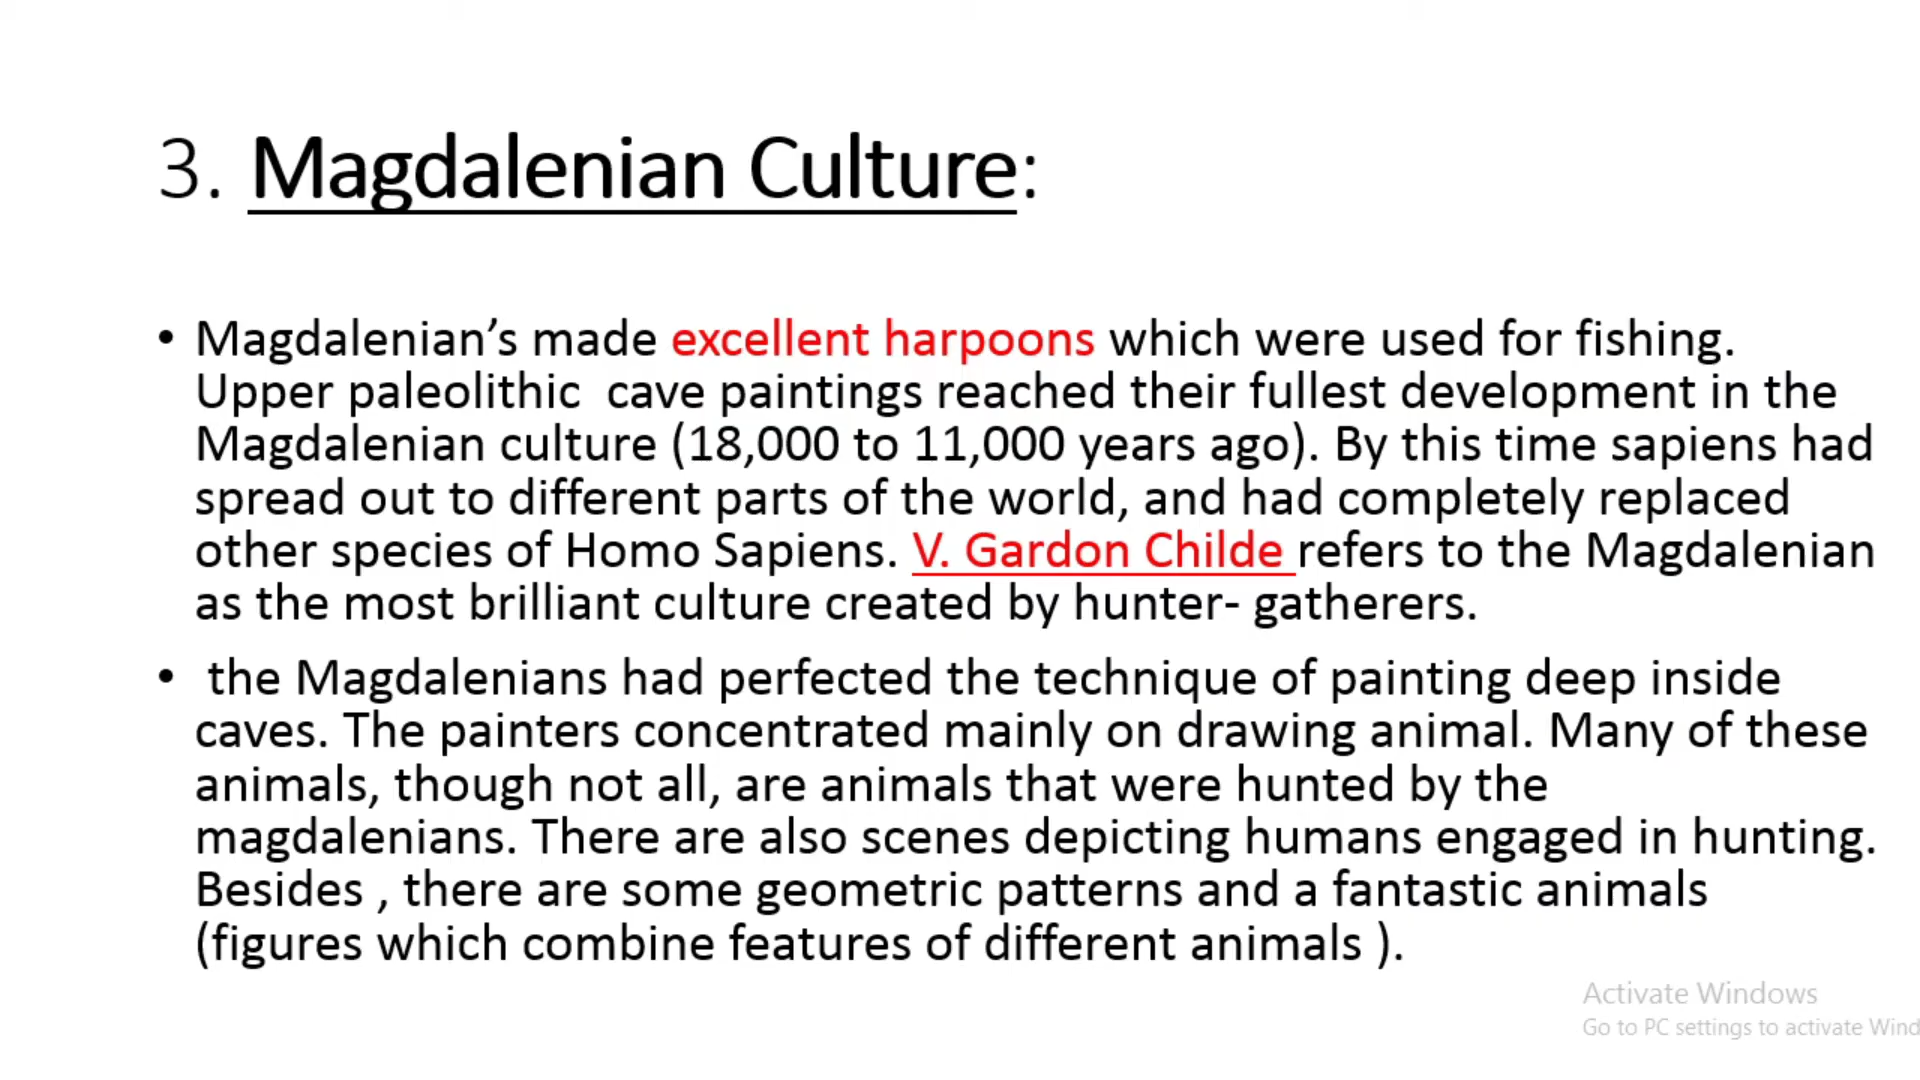 3. Magdalenian Culture:
• Magdalenian’s made excellent harpoons which were used for fishing.
Upper paleolithic  cave paintings reached their fullest development in the
Magdalenian culture (18,000 to 11,000 years ago). By this time sapiens had
spread out to different parts of the world, and had completely replaced
other species of Homo Sapiens. V. Gardon Childe refers to the Magdalenian
as the most brilliant culture created by hunter- gatherers.
• the Magdalenians had perfected the technique of painting deep inside
caves. The painters concentrated mainly on drawing animal. Many of these
animals, though not all, are animals that were hunted by the
magdalenians. There are also scenes depicting humans engaged in hunting.
Besides , there are some geometric patterns and a fantastic animals
(figures which combine features of different animals ).
Activate Windows
Go to PC settings to activate Wind